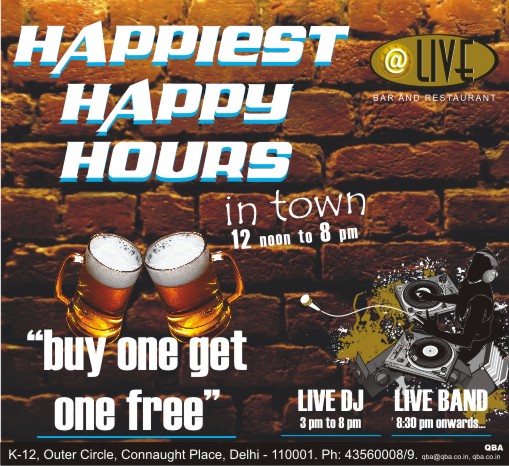 HAPPIEST
HAPPY
HOURS
@ LIVE
BAR AND RESTAURANT
in town
12 noon to 8 pm
“buy one get
one free”
LIVE DJ
3 pm to 8 pm
LIVE BAND
8:30 pm onwards...
QBA
K-12, Outer Circle, Connaught Place, Delhi - 110001. Ph: 43560008/9. qba@qba.co.in, qba.co.in